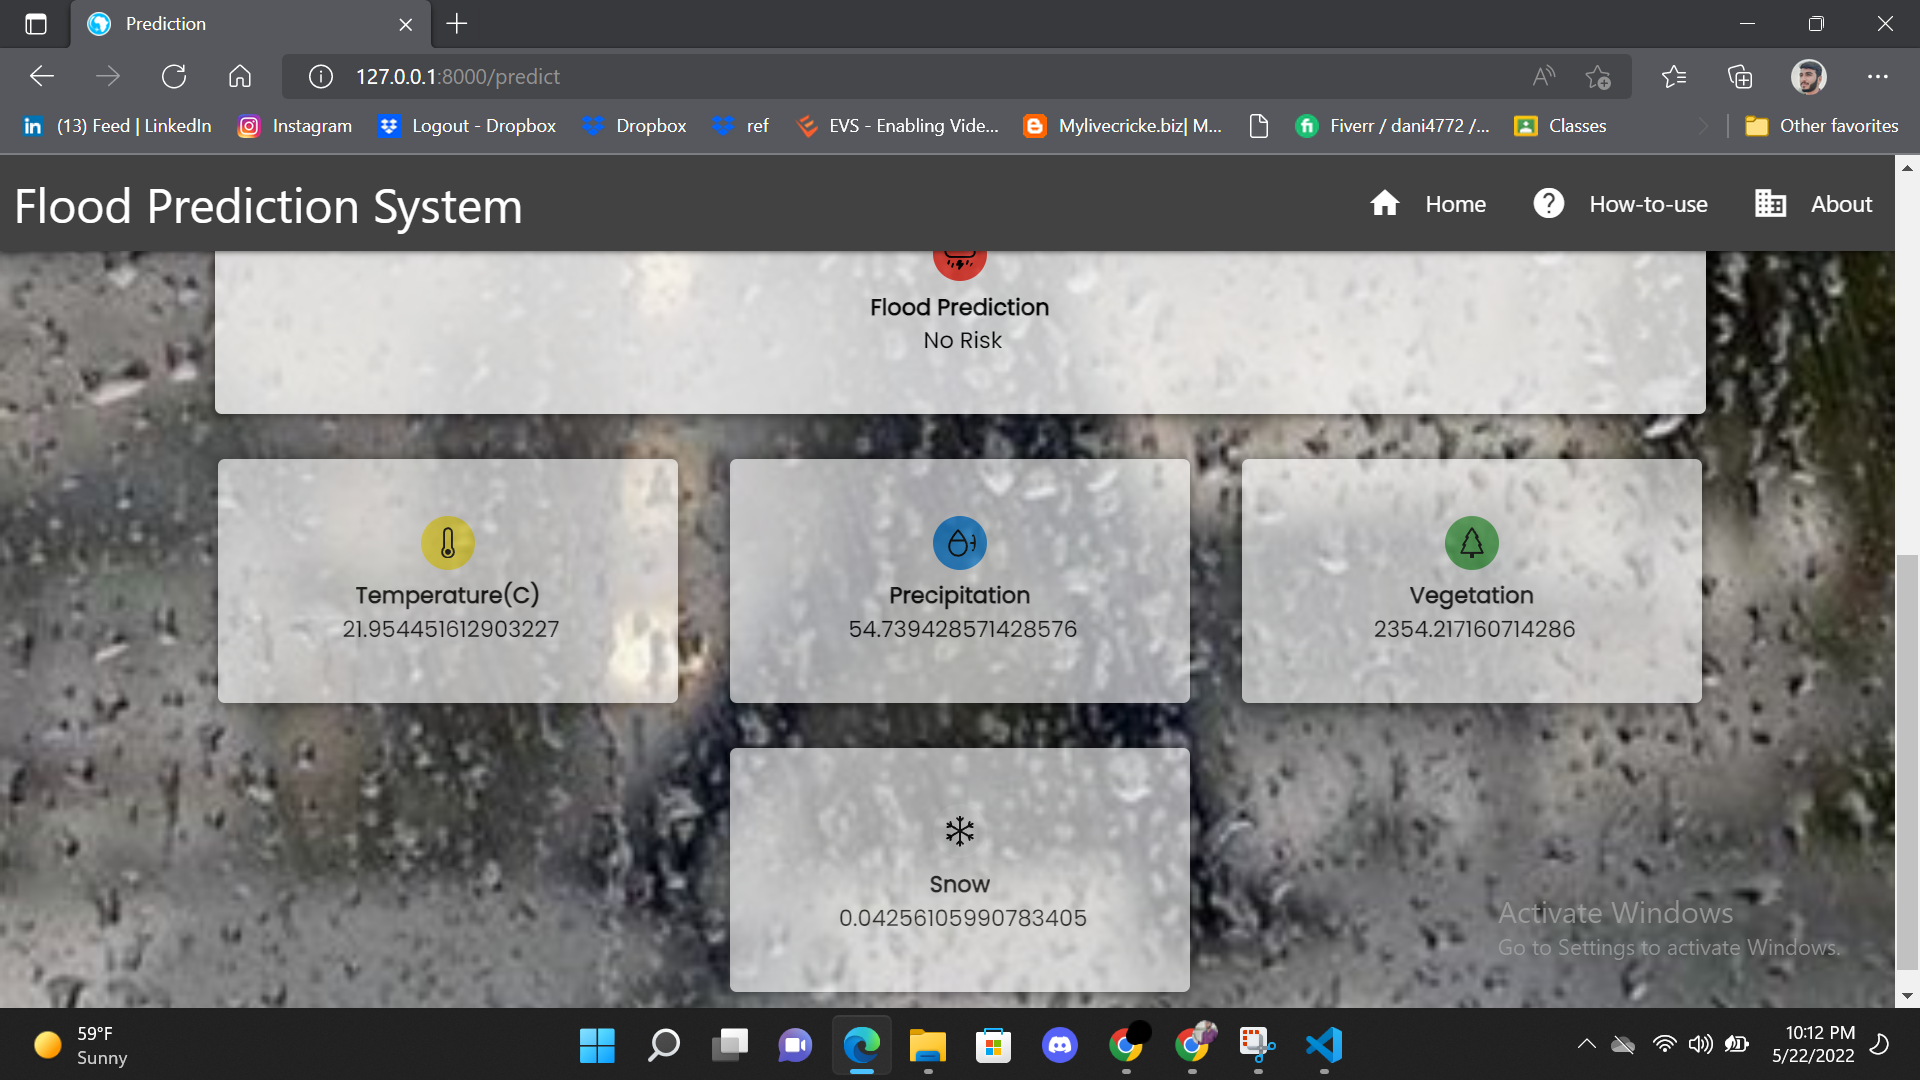 Prediction
127.0.0.1:8000/predict
(13) Feed | LinkedIn
Instagram
Logout - Dropbox
Dropbox
ref
EVS - Enabling Vide...
Mylivecricke.biz| M...
Fiverr / dani4772 /...
Classes
Other favorites
Flood Prediction System
Home
How-to-use
About
Flood Prediction
No Risk
Temperature(C)
21.954451612903227
Precipitation
54.739428571428576
Vegetation
2354.217160714286
Snow
0.04256105990783405
Activate Windows
Go to Settings to activate Windows.
59°F
Sunny
10:12 PM
5/22/2022